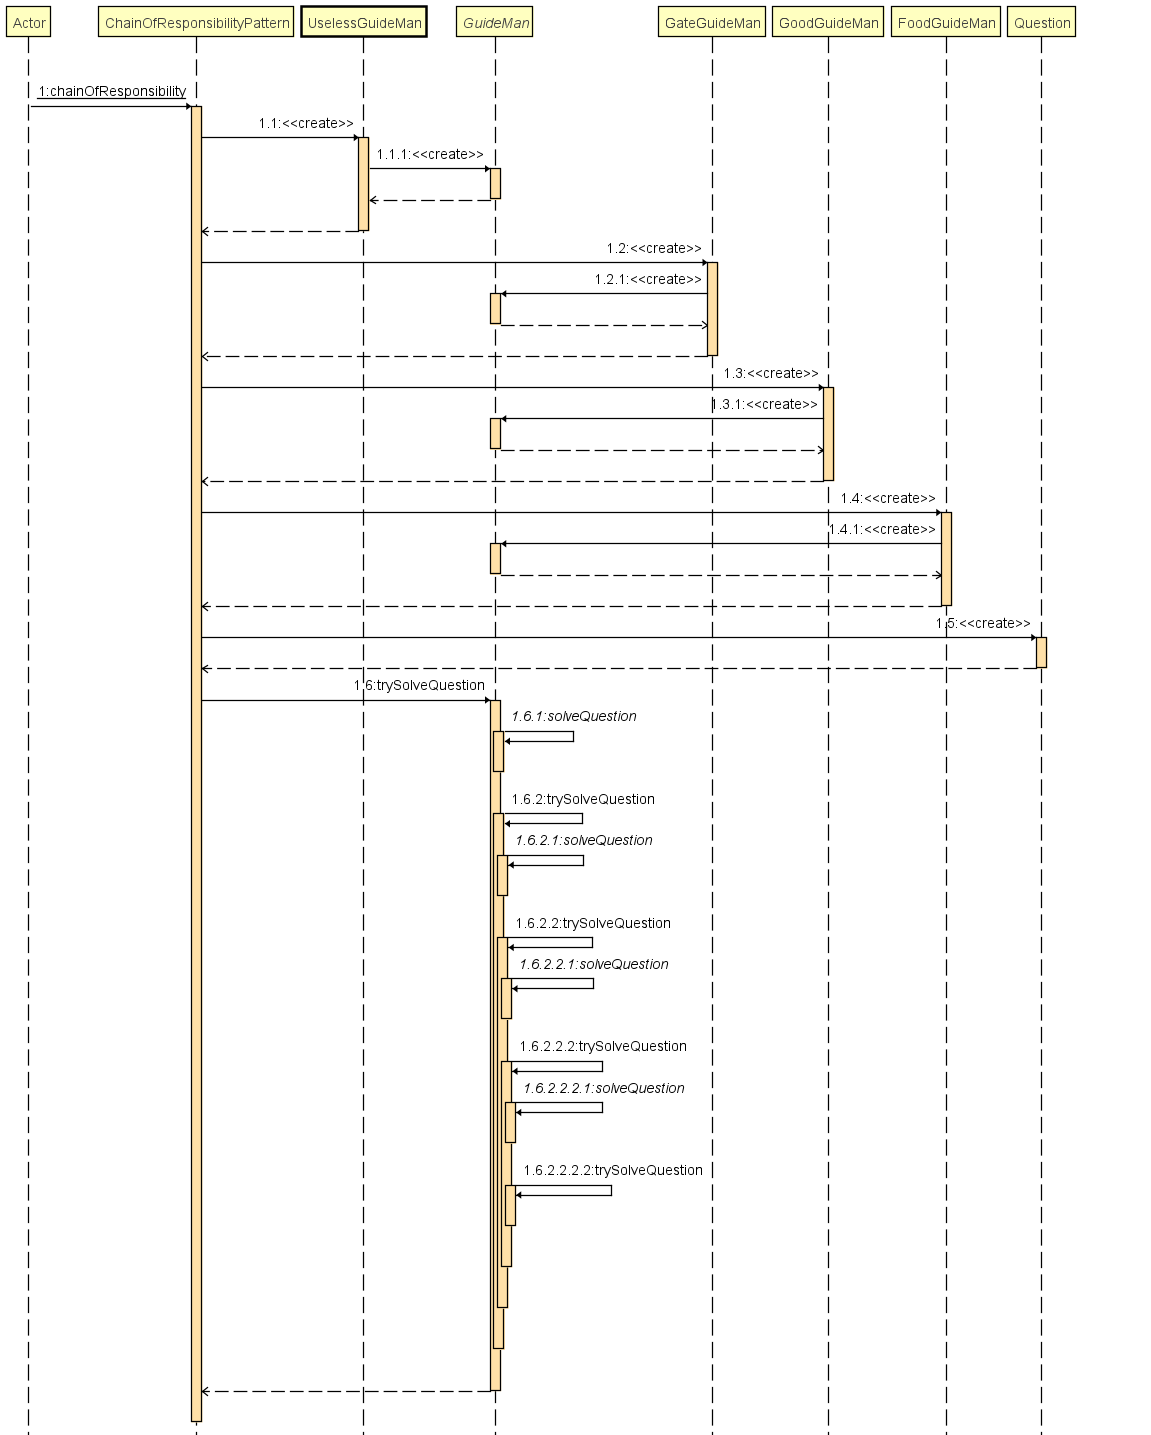 Actor
ChainOfResponsibilityPattern
UselessGuideMan
GuideMan
GateGuideMan
GoodGuideMan
FoodGuideMan
Question
1:chainOfResponsibility
1.1:<<create>>
1.1.1:<<create>>
1.2:<<create>>
1.2.1:<<create>>
1.3:<<create>>
1.3.1:<<create>>
1.4:<<create>>
1.4.1:<<create>>
1.5:<<create>>
1.6:trySolveQuestion
1.6.1:solveQuestion
1.6.2:trySolveQuestion
1.6.2.1:solveQuestion
1.6.2.2:trySolveQuestion
1.6.2.2.1:solveQuestion
1.6.2.2.2:trySolveQuestion
1.6.2.2.2.1:solveQuestion
1.6.2.2.2.2:trySolveQuestion